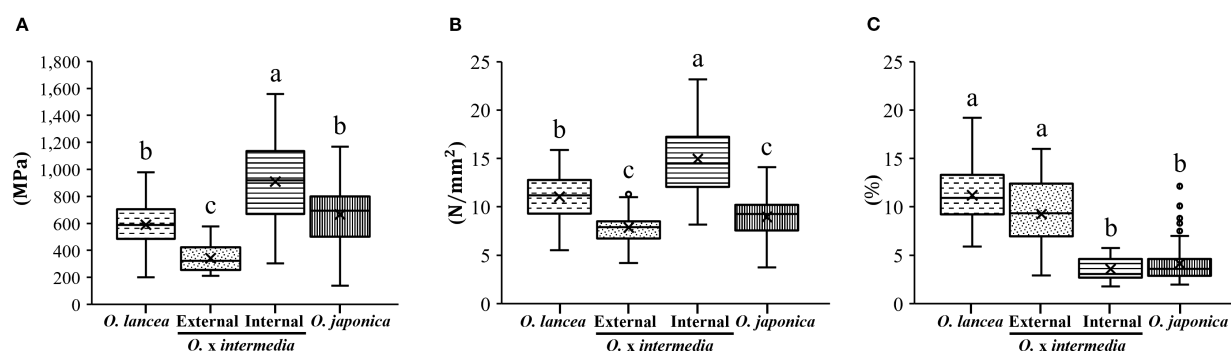 A
(MPa)
1,800
1,600
1,400
1,200
1,000
800
600
400
200
0
b
c
a
b
O. lancea External Internal O. japonica
O. x intermedia
B
(N/mm²)
25
20
15
10
5
0
b
c
a
c
O. lancea External Internal O. japonica
O. x intermedia
C
(%)
25
20
15
10
5
0
a
a
b
b
O. lancea External Internal O. japonica
O. x intermedia